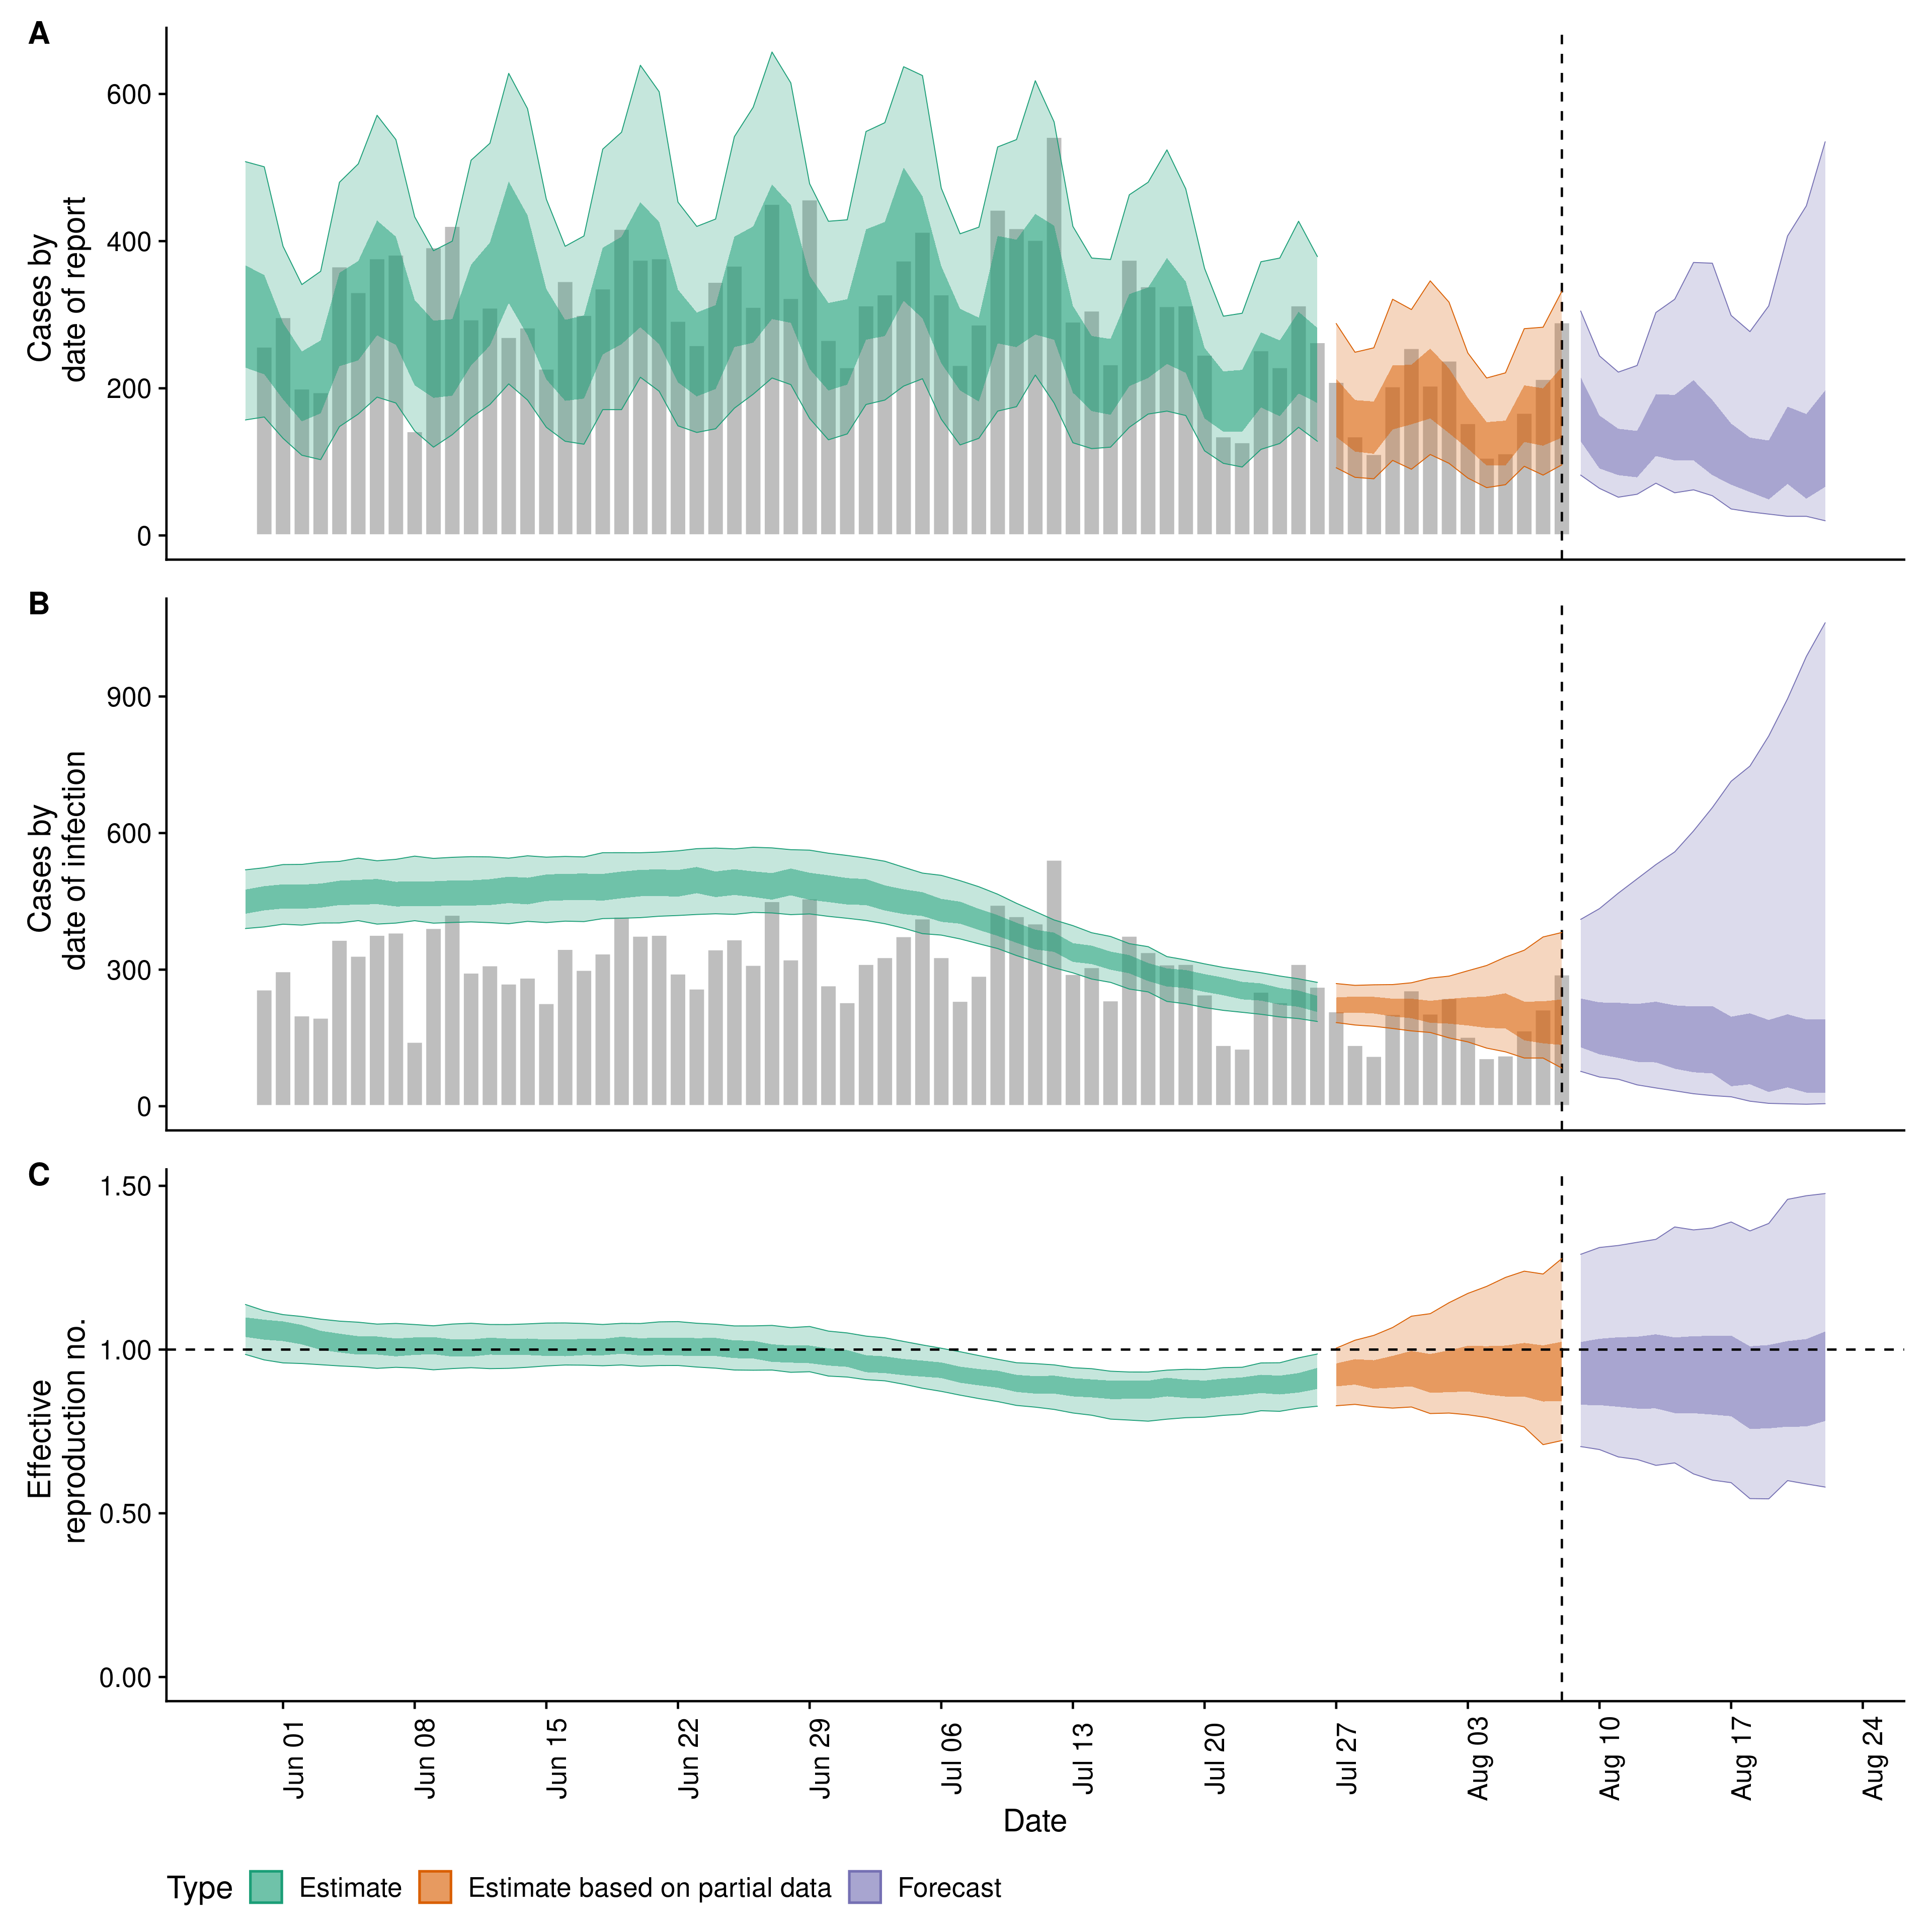 A
600
400
200
0
Cases by
date of report
B
900
600
300
0
Cases by
date of infection
C
1.50
1.00
0.50
0.00
Effective
reproduction no.
Jun 01
Jun 08
Jun 15
Jun 22
Jun 29
Jul 06
Jul 13
Jul 20
Jul 27
Aug 03
Aug 10
Aug 17
Aug 24
Date
Type Estimate Estimate based on partial data Forecast